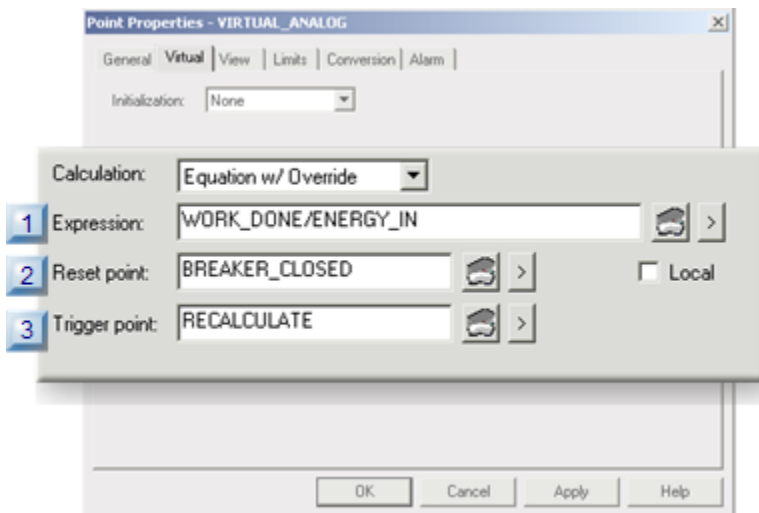 Point Properties - VIRTUAL_ANALOG
General Virtual View Limits Conversion Alarm
Initialization: None
Calculation: Equation w/ Override
1 Expression: WORK_DONE/ENERGY_IN >
2 Reset point: BREAKER_CLOSED > Local
3 Trigger point: RECALCULATE >
OK Cancel Apply Help